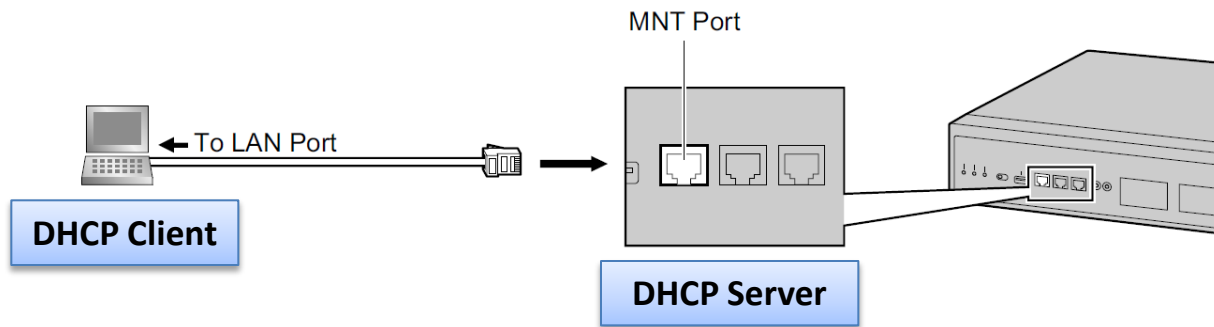 MNT Port
To LAN Port
DHCP Client
DHCP Server